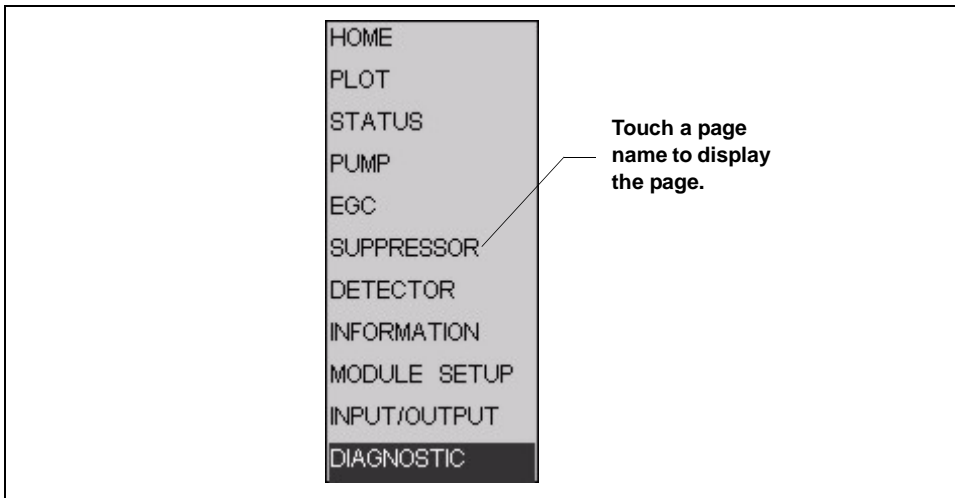 HOME
PLOT
STATUS
PUMP
EGC
SUPPRESSOR
DETECTOR
INFORMATION
MODULE SETUP
INPUT/OUTPUT
DIAGNOSTIC
Touch a page
name to display
the page.